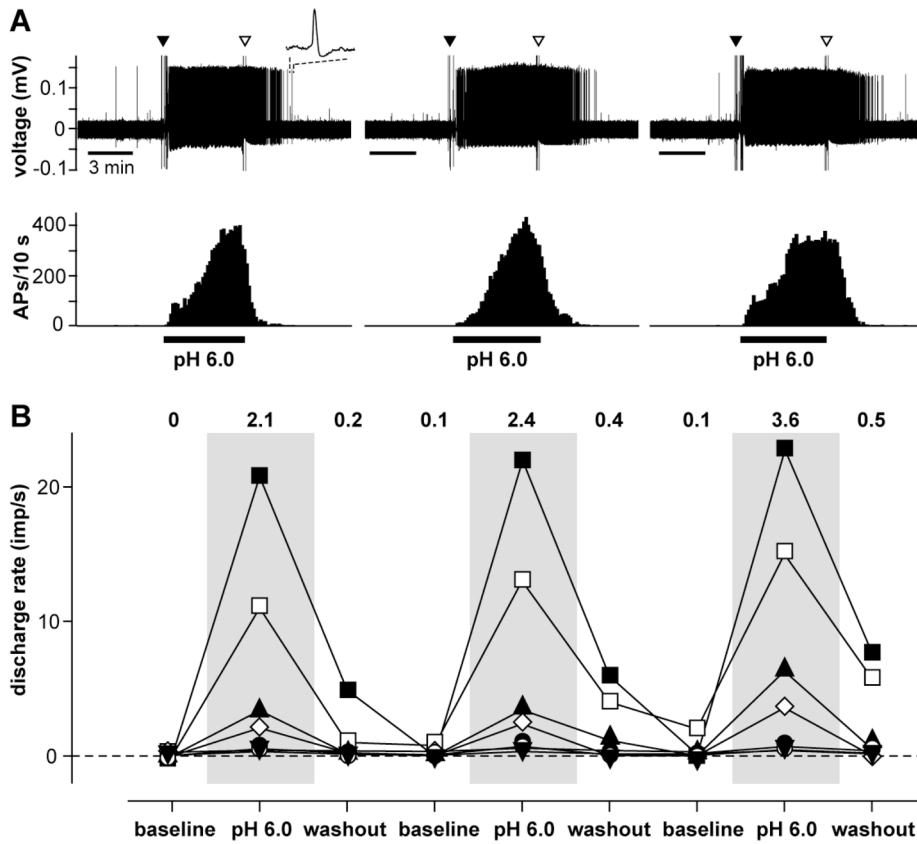 A
voltage (mV)
0.1
0
-0.1
3 min
APs/10 s
400
200
0
pH 6.0 pH 6.0 pH 6.0
B
0 2.1 0.2 0.1 2.4 0.4 0.1 3.6 0.5
discharge rate (imp/s)
20
10
0
baseline pH 6.0 washout baseline pH 6.0 washout baseline pH 6.0 washout